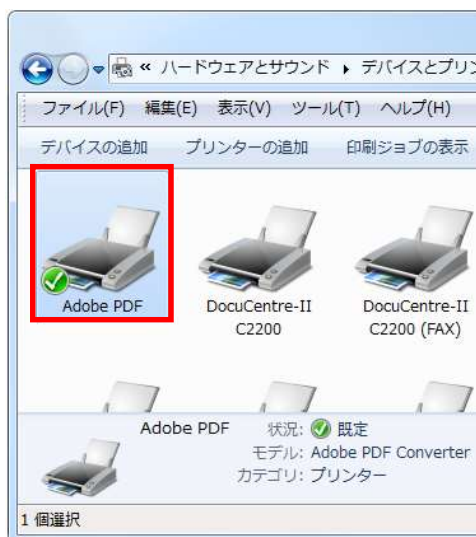 « ハードウェアとサウンド ▸ デバイスとプリン
ファイル(F) 編集(E) 表示(V) ツール(T) ヘルプ(H)
デバイスの追加 プリンターの追加 印刷ジョブの表示
Adobe PDF
DocuCentre-II
C2200
DocuCentre-II
C2200 (FAX)
Adobe PDF 状況: 既定
モデル: Adobe PDF Converter
カテゴリ: プリンター
1 個選択